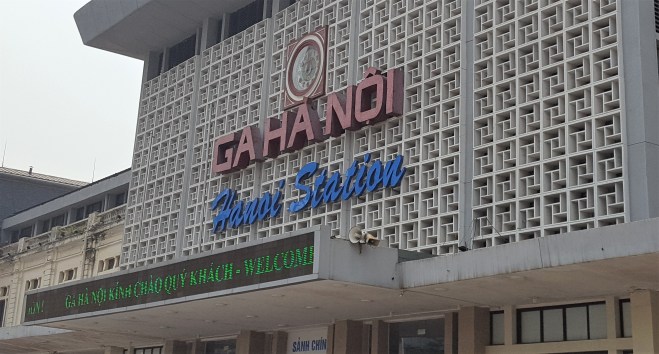 GA HÀ NỘI
Hanoi Station
GA HÀ NỘI KÍNH CHÀO QUÝ KHÁCH - WELCOME
SẢNH CHÍN